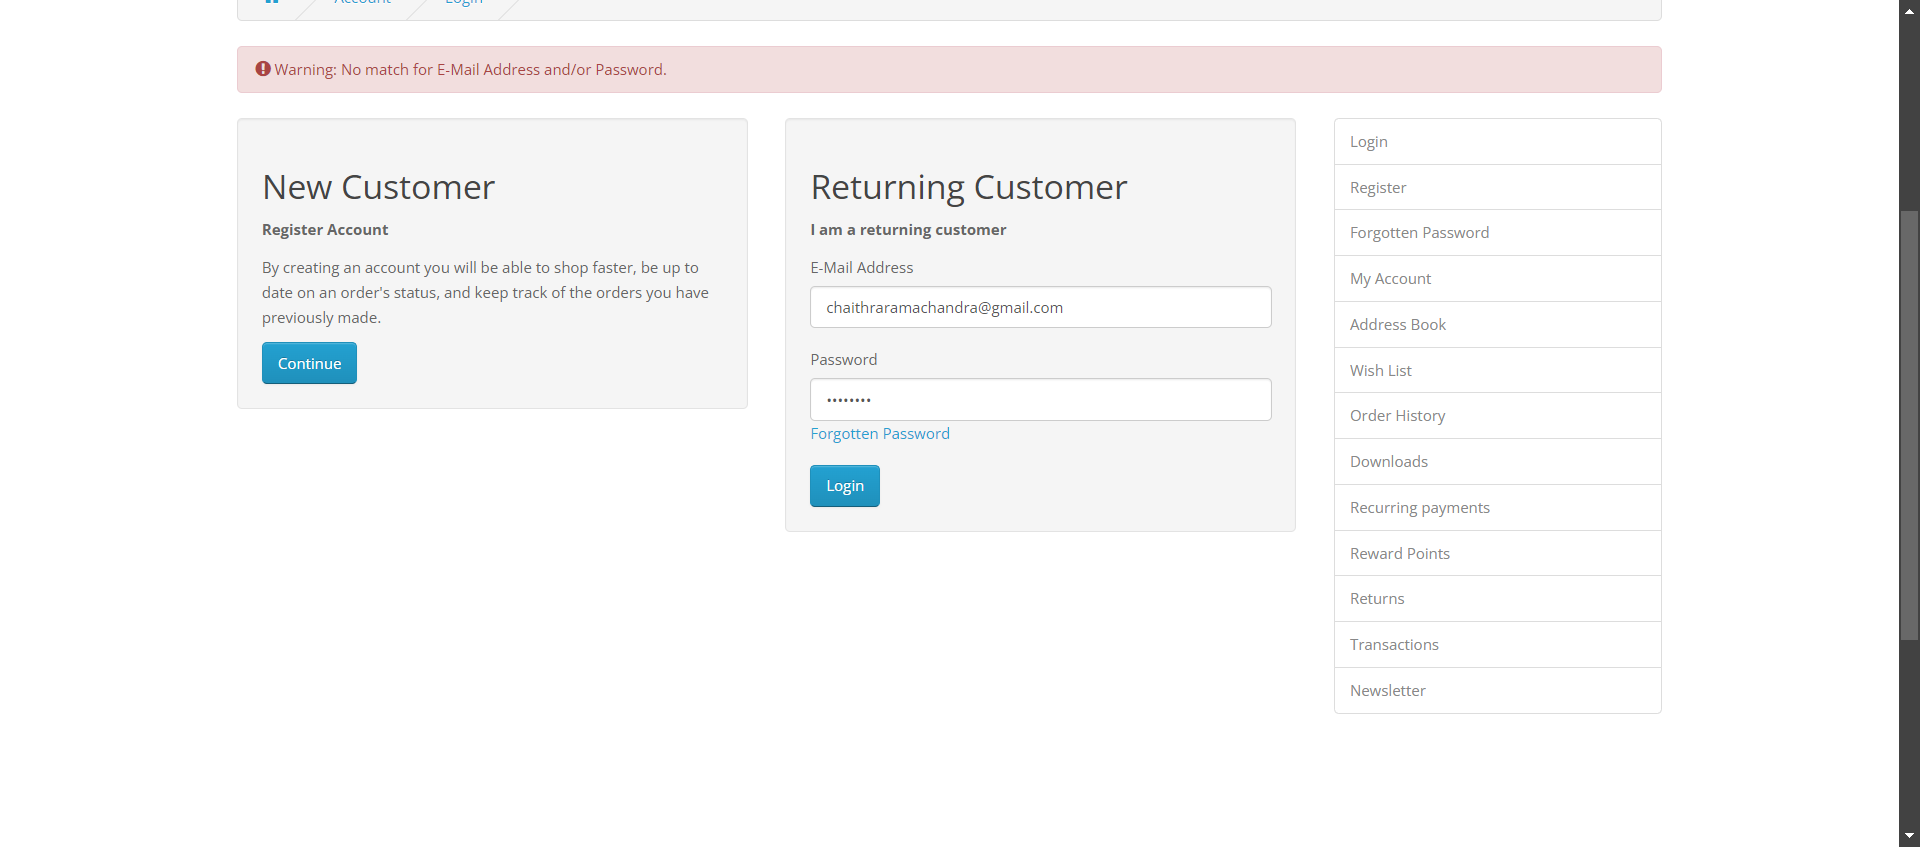 Account
Login
Warning: No match for E-Mail Address and/or Password.
New Customer
Register Account
By creating an account you will be able to shop faster, be up to
date on an order's status, and keep track of the orders you have
previously made.
Continue
Returning Customer
I am a returning customer
E-Mail Address
chaithraramachandra@gmail.com
Password
••••••••
Forgotten Password
Login
Login
Register
Forgotten Password
My Account
Address Book
Wish List
Order History
Downloads
Recurring payments
Reward Points
Returns
Transactions
Newsletter